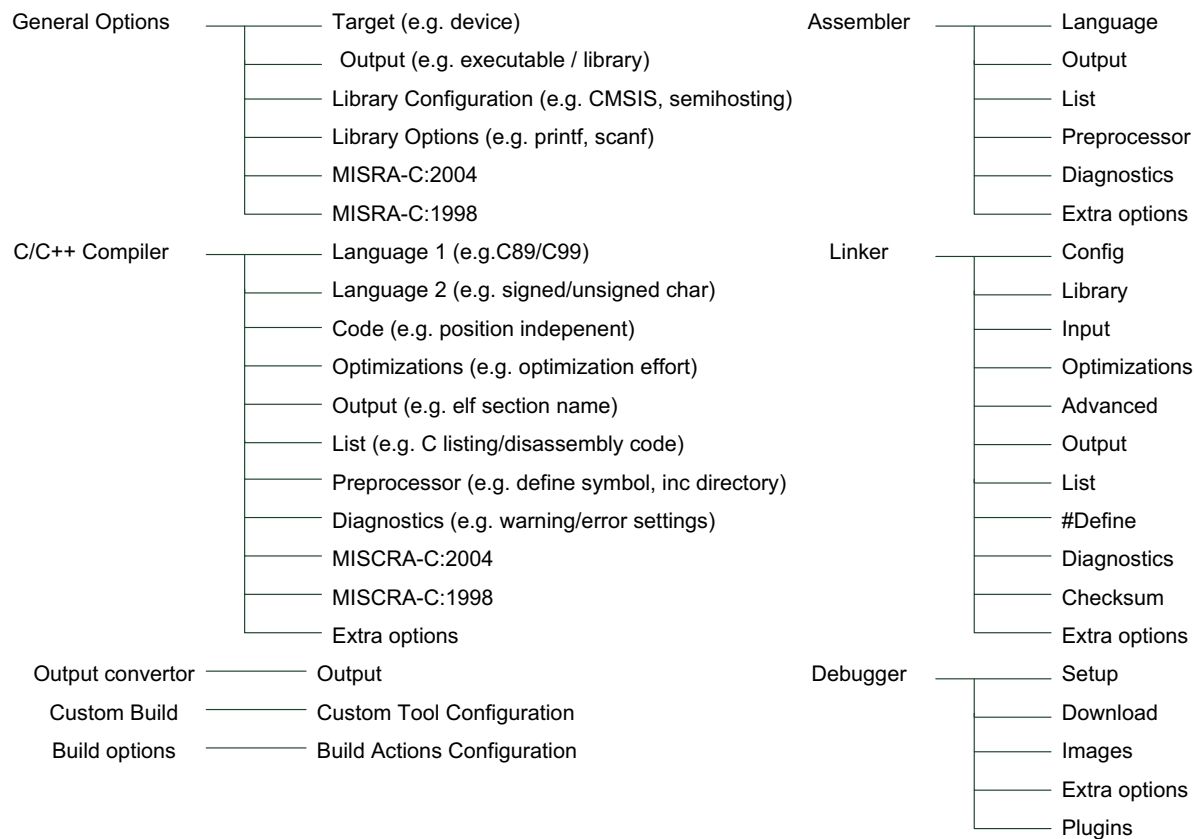 General Options
Target (e.g. device)
Output (e.g. executable / library)
Library Configuration (e.g. CMSIS, semihosting)
Library Options (e.g. printf, scanf)
MISRA-C:2004
MISRA-C:1998
C/C++ Compiler
Language 1 (e.g.C89/C99)
Language 2 (e.g. signed/unsigned char)
Code (e.g. position indepenent)
Optimizations (e.g. optimization effort)
Output (e.g. elf section name)
List (e.g. C listing/disassembly code)
Preprocessor (e.g. define symbol, inc directory)
Diagnostics (e.g. warning/error settings)
MISCRA-C:2004
MISCRA-C:1998
Extra options
Output convertor
Output
Custom Build
Custom Tool Configuration
Build options
Build Actions Configuration
Assembler
Language
Output
List
Preprocessor
Diagnostics
Extra options
Linker
Config
Library
Input
Optimizations
Advanced
Output
List
#Define
Diagnostics
Checksum
Extra options
Debugger
Setup
Download
Images
Extra options
Plugins